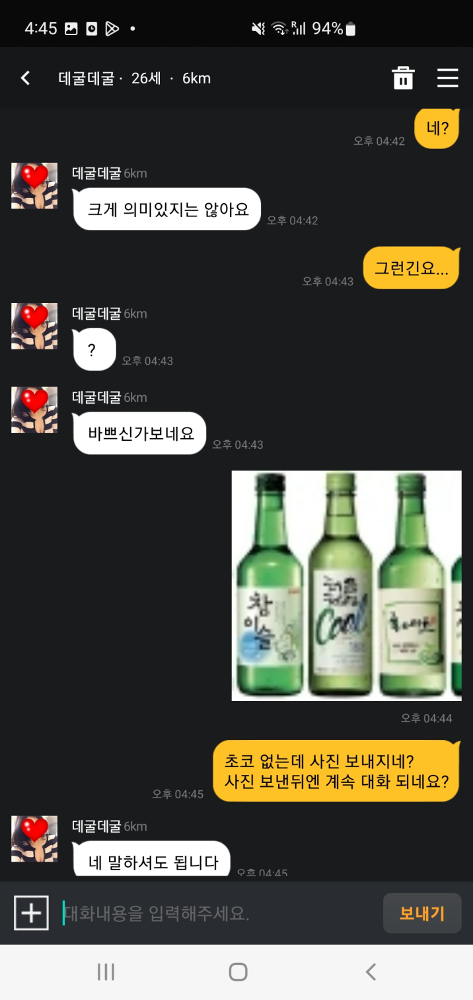 4:45
R
94%
데굴데굴 · 26세 · 6km
네?
오후 04:42
데굴데굴 6km
크게 의미있지는 않아요
오후 04:42
그런긴요...
오후 04:43
데굴데굴 6km
?
오후 04:43
데굴데굴 6km
바쁘신가보네요
오후 04:43
참
이슬
처음
처럼
Cool
오후 04:44
초코 없는데 사진 보내지네?
사진 보낸뒤엔 계속 대화 되네요?
오후 04:45
데굴데굴 6km
네 말하셔도 됩니다
오후 04:45
대화내용을 입력해주세요.
보내기